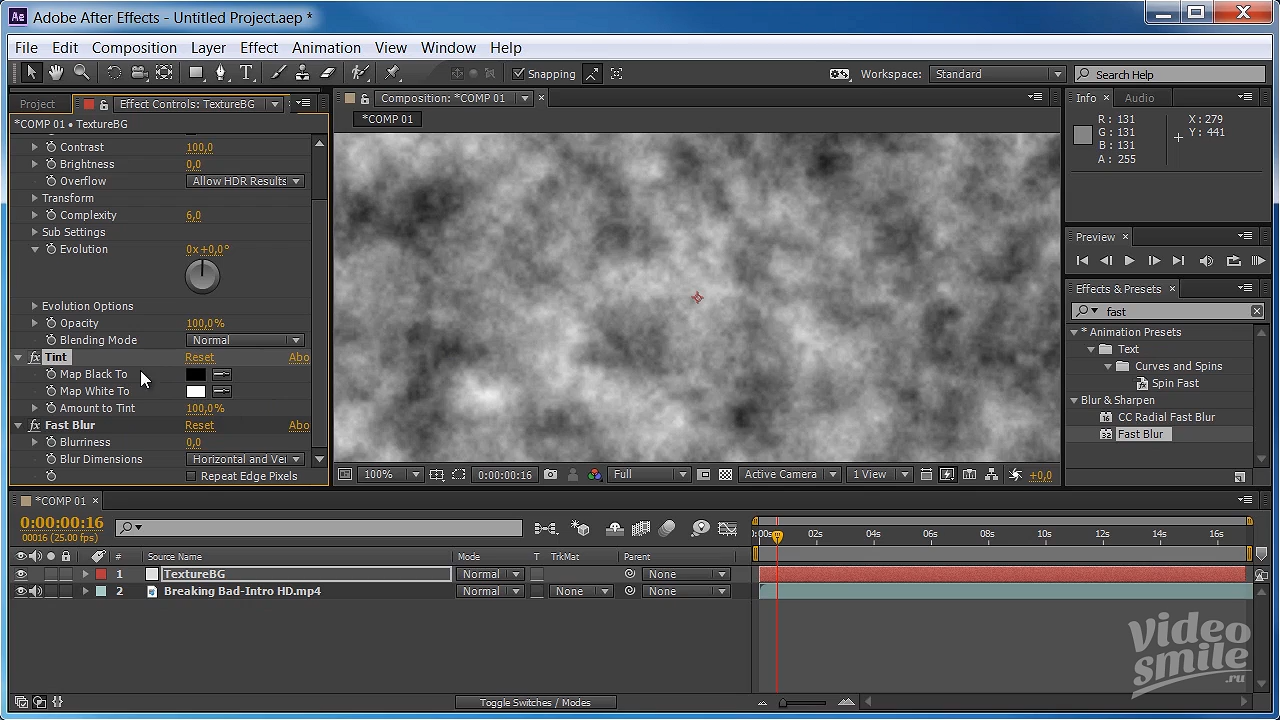 Ae Adobe After Effects - Untitled Project.aep *
File Edit Composition Layer Effect Animation View Window Help
Snapping Workspace: Standard Search Help
Project Effect Controls: TextureBG
*COMP 01 • TextureBG
Contrast 100,0
Brightness 0,0
Overflow Allow HDR Results
Transform
Complexity 6,0
Sub Settings
Evolution 0x+0,0°
Evolution Options
Opacity 100,0%
Blending Mode Normal
fx Tint Reset Abo
Map Black To
Map White To
Amount to Tint 100,0%
fx Fast Blur Reset Abo
Blurriness 0,0
Blur Dimensions Horizontal and Ver
Repeat Edge Pixels
Composition: *COMP 01
*COMP 01
100% 0:00:00:16 Full Active Camera 1 View +0,0
Info Audio
R : 131 X : 279
G : 131 Y : 441
B : 131
A : 255
Preview
Effects & Presets
fast
* Animation Presets
Text
Curves and Spins
Spin Fast
Blur & Sharpen
CC Radial Fast Blur
Fast Blur
*COMP 01
0:00:00:16
00016 (25.00 fps)
# Source Name Mode T TrkMat Parent
1 TextureBG Normal None
2 Breaking Bad-Intro HD.mp4 Normal None None
:00s 02s 04s 06s 08s 10s 12s 14s 16s
Toggle Switches / Modes
video
smile
.ru